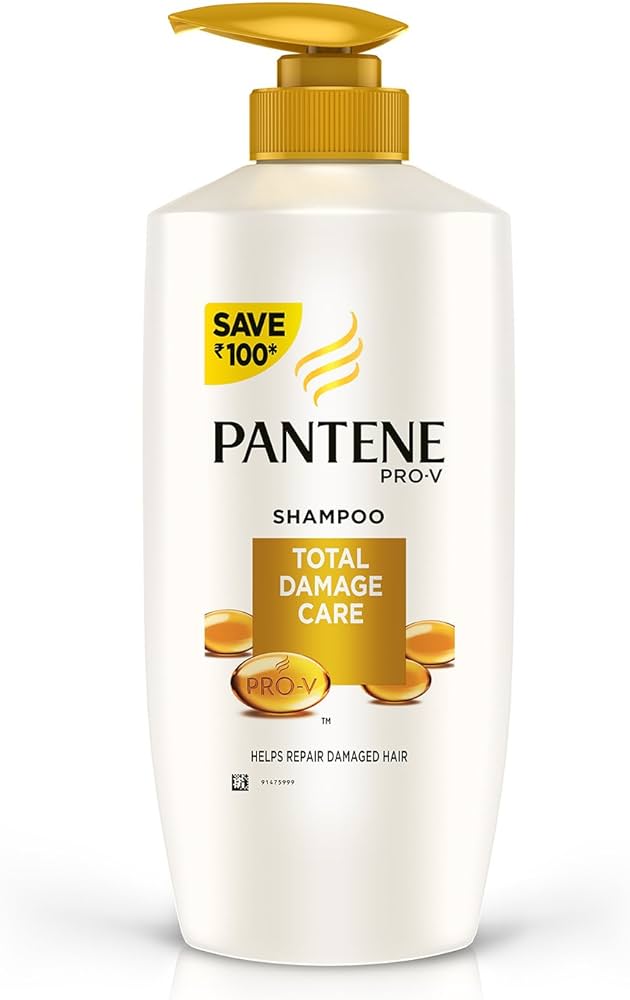 SAVE
₹100*
PANTENE
PRO-V
SHAMPOO
TOTAL
DAMAGE
CARE
PRO-V
TM
HELPS REPAIR DAMAGED HAIR
91475999